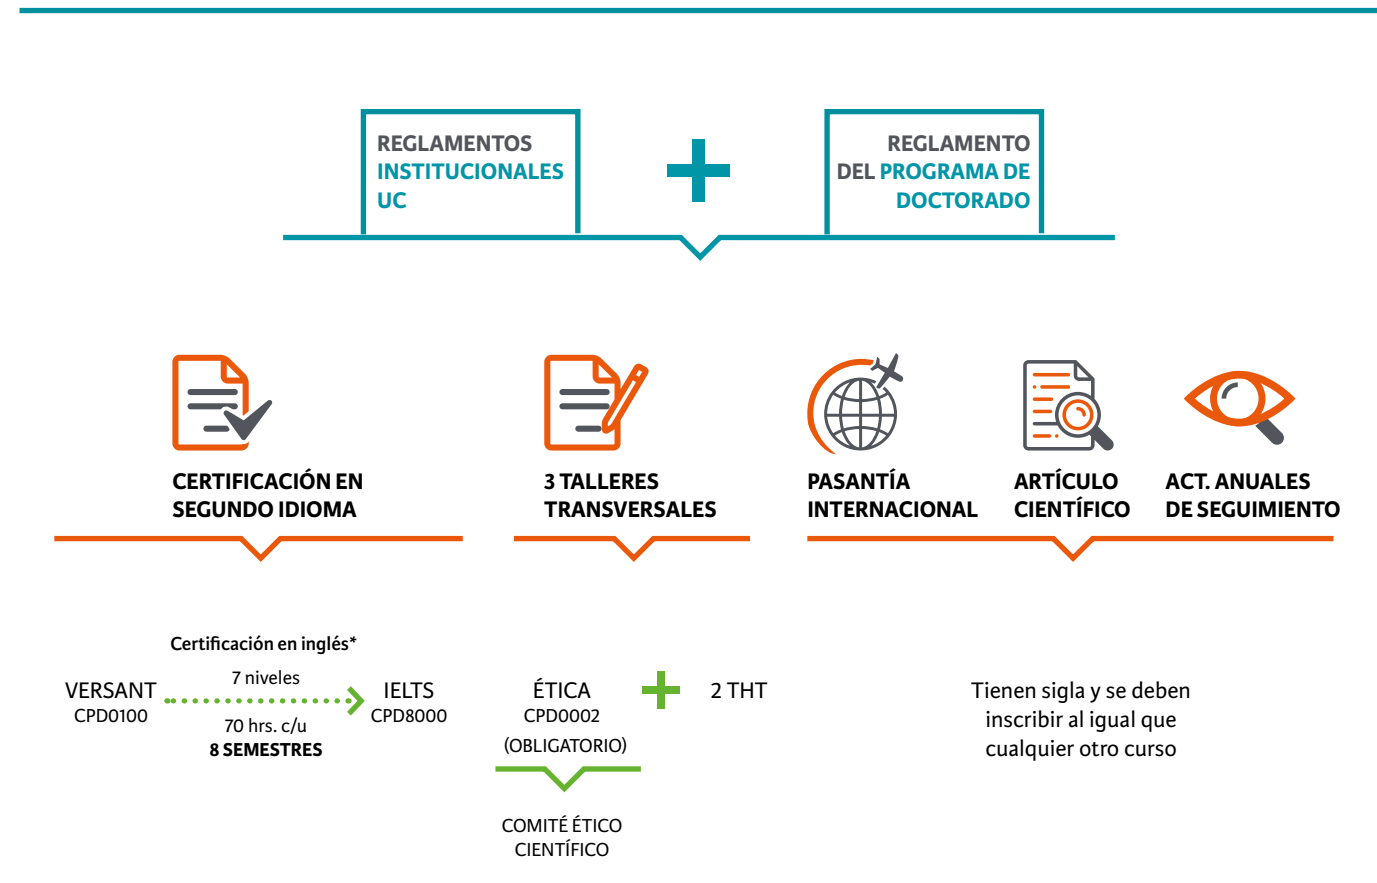 REGLAMENTOS
INSTITUCIONALES
UC
REGLAMENTO
DEL PROGRAMA DE
DOCTORADO
CERTIFICACIÓN EN
SEGUNDO IDIOMA
3 TALLERES
TRANSVERSALES
PASANTÍA
INTERNACIONAL
ARTÍCULO
CIENTÍFICO
ACT. ANUALES
DE SEGUIMIENTO
Certificación en inglés*
VERSANT
CPD0100
7 niveles
70 hrs. c/u
8 SEMESTRES
IELTS
CPD8000
ÉTICA
CPD0002
(OBLIGATORIO)
2 THT
COMITÉ ÉTICO
CIENTÍFICO
Tienen sigla y se deben
inscribir al igual que
cualquier otro curso